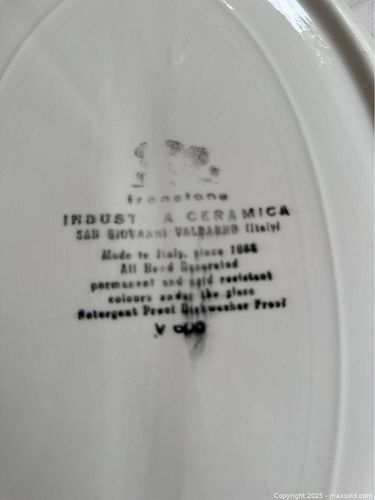 Ironstone
INDUST A CERAMICA
SAN GIOVANNI VALDARNO (Italy)
Made in Italy, since
All Hand Decorated
permanent and acid resistant
colours under the glaze
Detergent Proof Dishwasher Proof
Copyright 2025 - maxsold.com